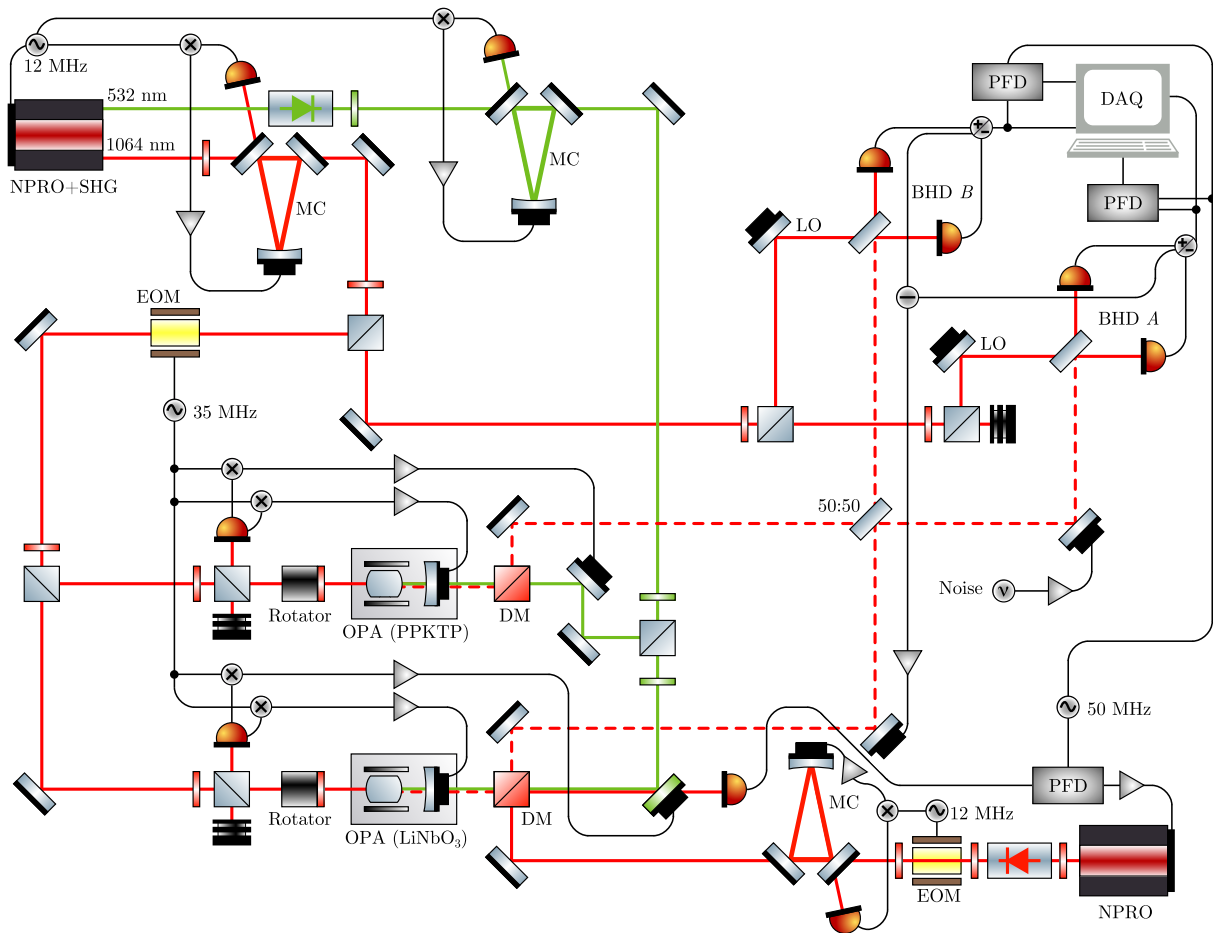 12 MHz
532 nm
1064 nm
NPRO+SHG
MC
MC
PFD
DAQ
PFD
BHD B
LO
BHD A
LO
EOM
35 MHz
50:50
Noise
ν
Rotator
OPA (PPKTP)
DM
50 MHz
PFD
MC
12 MHz
Rotator
OPA (LiNbO₃)
DM
EOM
NPRO